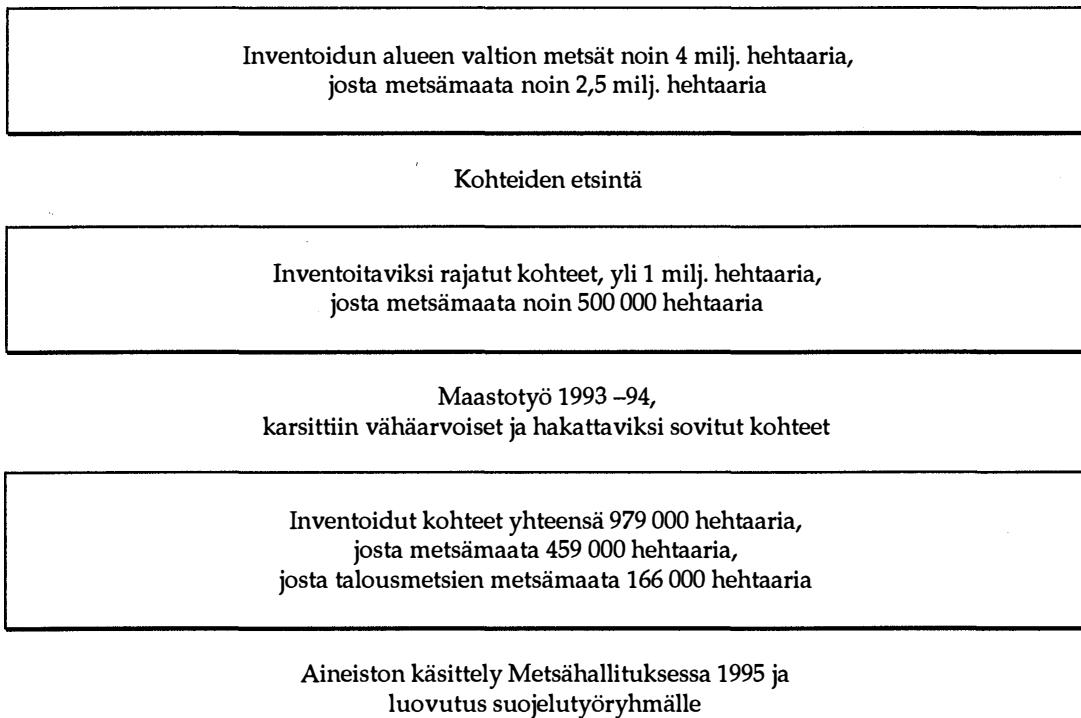 Inventoidun alueen valtion metsät noin 4 milj. hehtaaria,
josta metsämaata noin 2,5 milj. hehtaaria
Kohteiden etsintä
Inventoitaviksi rajatut kohteet, yli 1 milj. hehtaaria,
josta metsämaata noin 500 000 hehtaaria
Maastotyö 1993 –94,
karsittiin vähäarvoiset ja hakattaviksi sovitut kohteet
Inventoidut kohteet yhteensä 979 000 hehtaaria,
josta metsämaata 459 000 hehtaaria,
josta talousmetsien metsämaata 166 000 hehtaaria
Aineiston käsittely Metsähallituksessa 1995 ja
luovutus suojelutyöryhmälle